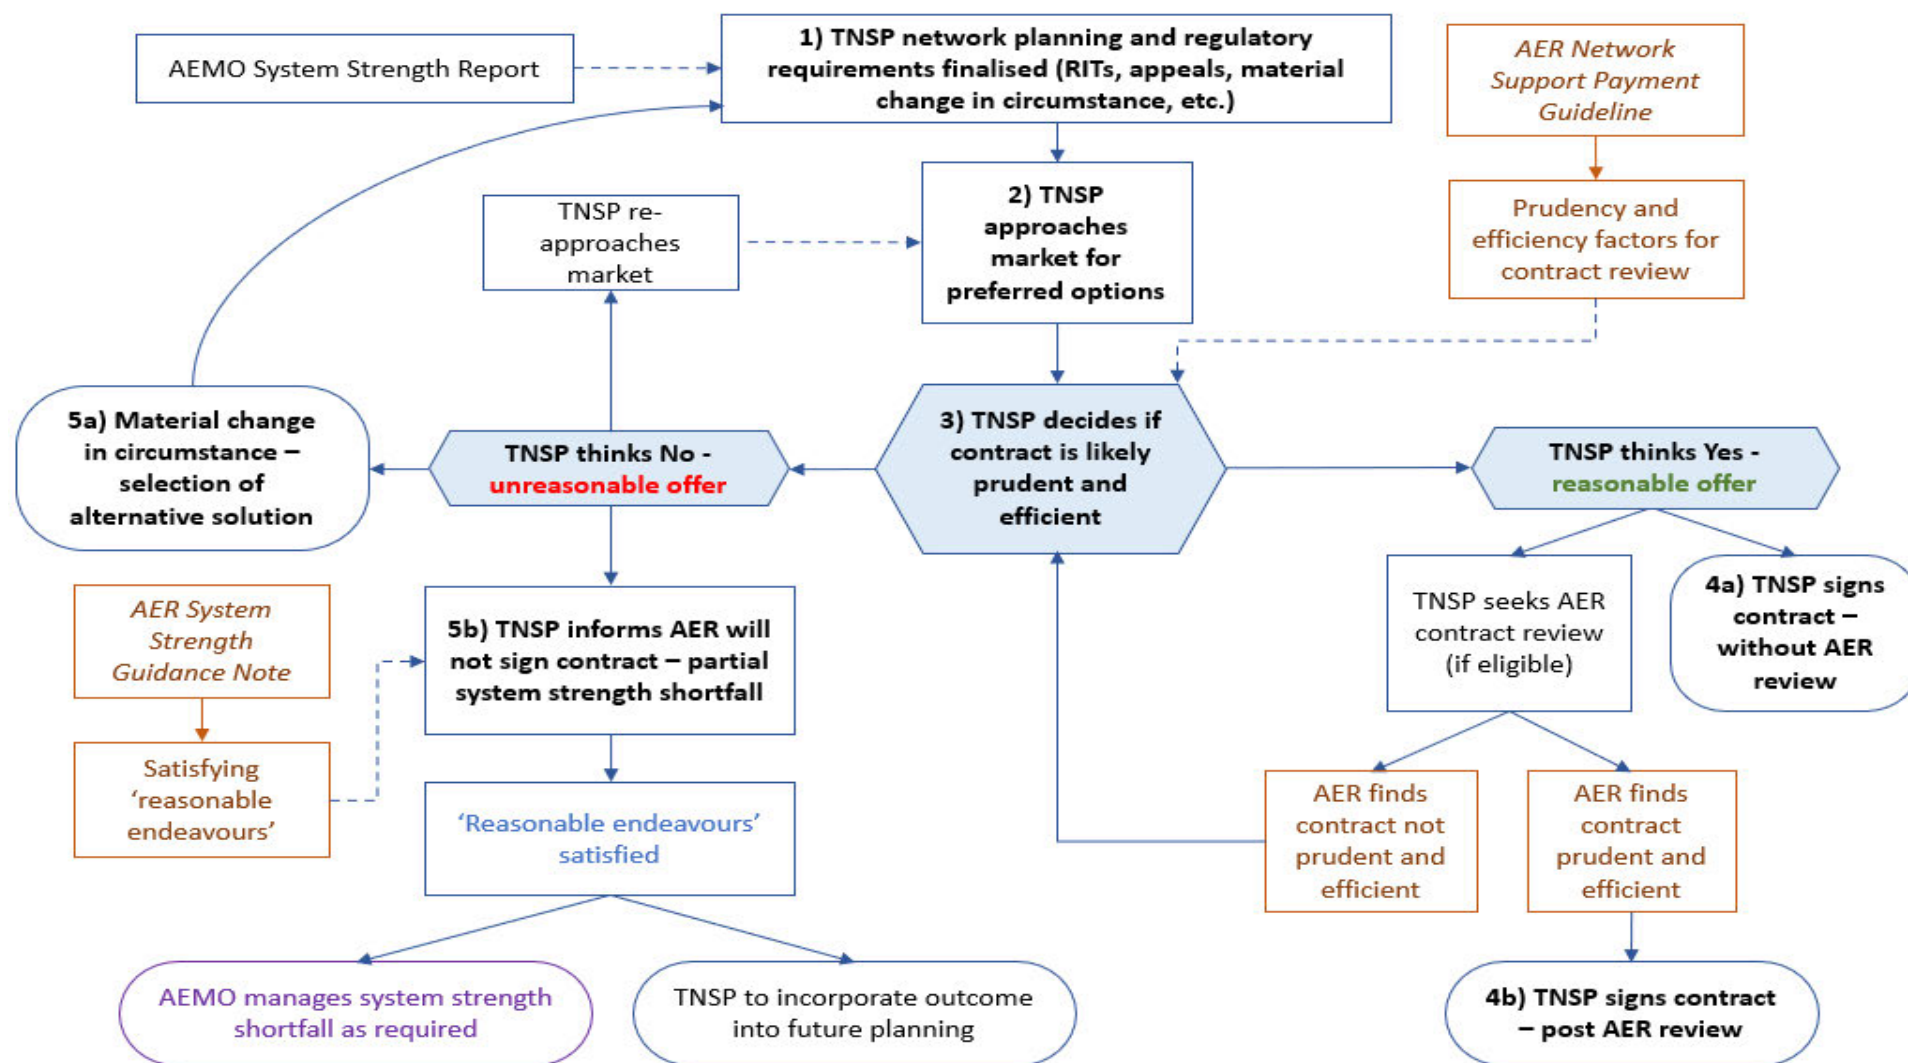 AEMO System Strength Report
1) TNSP network planning and regulatory
requirements finalised (RITs, appeals, material
change in circumstance, etc.)
AER Network
Support Payment
Guideline
TNSP re-
approaches
market
2) TNSP
approaches
market for
preferred options
Prudency and
efficiency factors for
contract review
5a) Material change
in circumstance –
selection of
alternative solution
TNSP thinks No -
unreasonable offer
3) TNSP decides if
contract is likely
prudent and
efficient
TNSP thinks Yes -
reasonable offer
AER System
Strength
Guidance Note
5b) TNSP informs AER will
not sign contract – partial
system strength shortfall
TNSP seeks AER
contract review
(if eligible)
4a) TNSP signs
contract –
without AER
review
Satisfying
‘reasonable
endeavours’
‘Reasonable endeavours’
satisfied
AER finds
contract not
prudent and
efficient
AER finds
contract
prudent and
efficient
AEMO manages system strength
shortfall as required
TNSP to incorporate outcome
into future planning
4b) TNSP signs contract
– post AER review